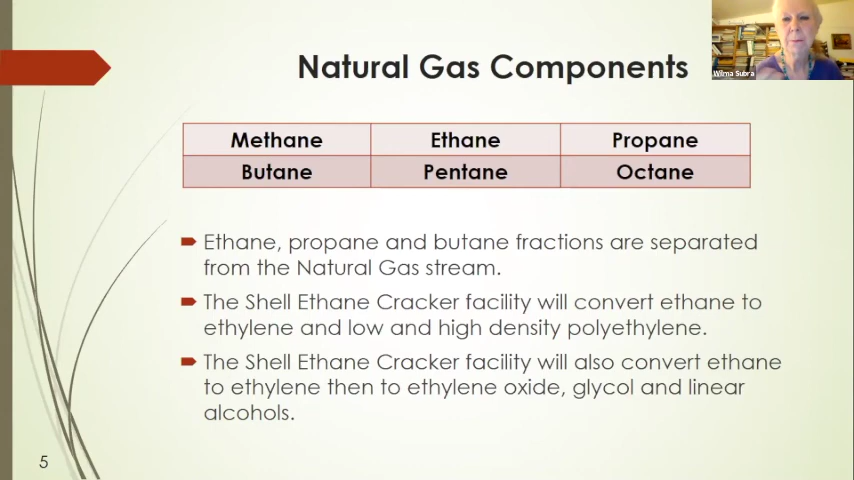 Natural Gas Components
Wilma Subra
Methane Ethane Propane
Butane Pentane Octane
Ethane, propane and butane fractions are separated
from the Natural Gas stream.
The Shell Ethane Cracker facility will convert ethane to
ethylene and low and high density polyethylene.
The Shell Ethane Cracker facility will also convert ethane
to ethylene then to ethylene oxide, glycol and linear
alcohols.
5